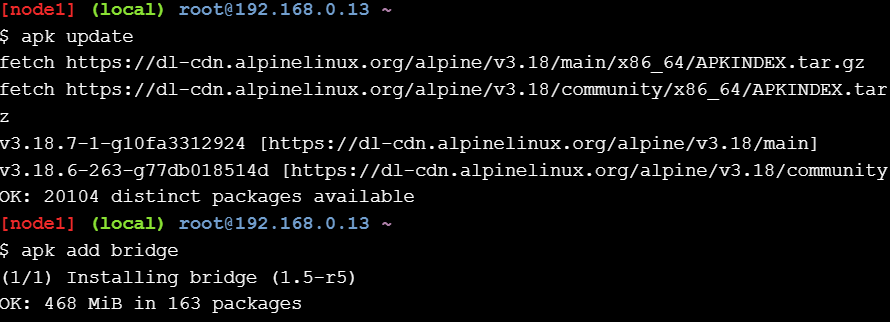 [node1] (local) root@192.168.0.13 ~
$ apk update
fetch https://dl-cdn.alpinelinux.org/alpine/v3.18/main/x86_64/APKINDEX.tar.gz
fetch https://dl-cdn.alpinelinux.org/alpine/v3.18/community/x86_64/APKINDEX.tar
z
v3.18.7-1-g10fa3312924 [https://dl-cdn.alpinelinux.org/alpine/v3.18/main]
v3.18.6-263-g77db018514d [https://dl-cdn.alpinelinux.org/alpine/v3.18/community
OK: 20104 distinct packages available
[node1] (local) root@192.168.0.13 ~
$ apk add bridge
(1/1) Installing bridge (1.5-r5)
OK: 468 MiB in 163 packages